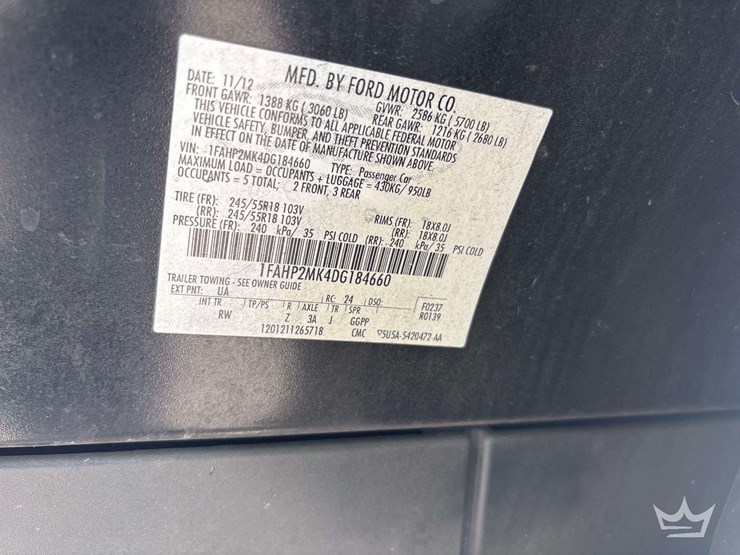 MFD. BY FORD MOTOR CO.
DATE: 11/12 GVWR: 2586 KG ( 5700 LB)
FRONT GAWR: 1388 KG ( 3060 LB) REAR GAWR: 1216 KG ( 2680 LB)
THIS VEHICLE CONFORMS TO ALL APPLICABLE FEDERAL MOTOR
VEHICLE SAFETY, BUMPER, AND THEFT PREVENTION STANDARDS
IN EFFECT ON THE DATE OF MANUFACTURE SHOWN ABOVE.
VIN: 1FAHP2MK4DG184660 TYPE: Passenger Car
MAXIMUM LOAD = OCCUPANTS + LUGGAGE = 430KG/ 950LB
OCCUPANTS = 5 TOTAL; 2 FRONT, 3 REAR
TIRE (FR): 245/55R18 103V RIMS (FR): 18X8.0J
(RR): 245/55R18 103V (RR): 18X8.0J
PRESSURE (FR): 240 kPa/ 35 PSI COLD (RR): 240 kPa/ 35 PSI COLD
1FAHP2MK4DG184660
TRAILER TOWING - SEE OWNER GUIDE
EXT PNT: UA RC: 24 DSO: F0237
INT TR TP/PS R AXLE TR SPR R0139
RW Z 3A J GGPP
1201211265718 CMC 5U5A-5420472-AA